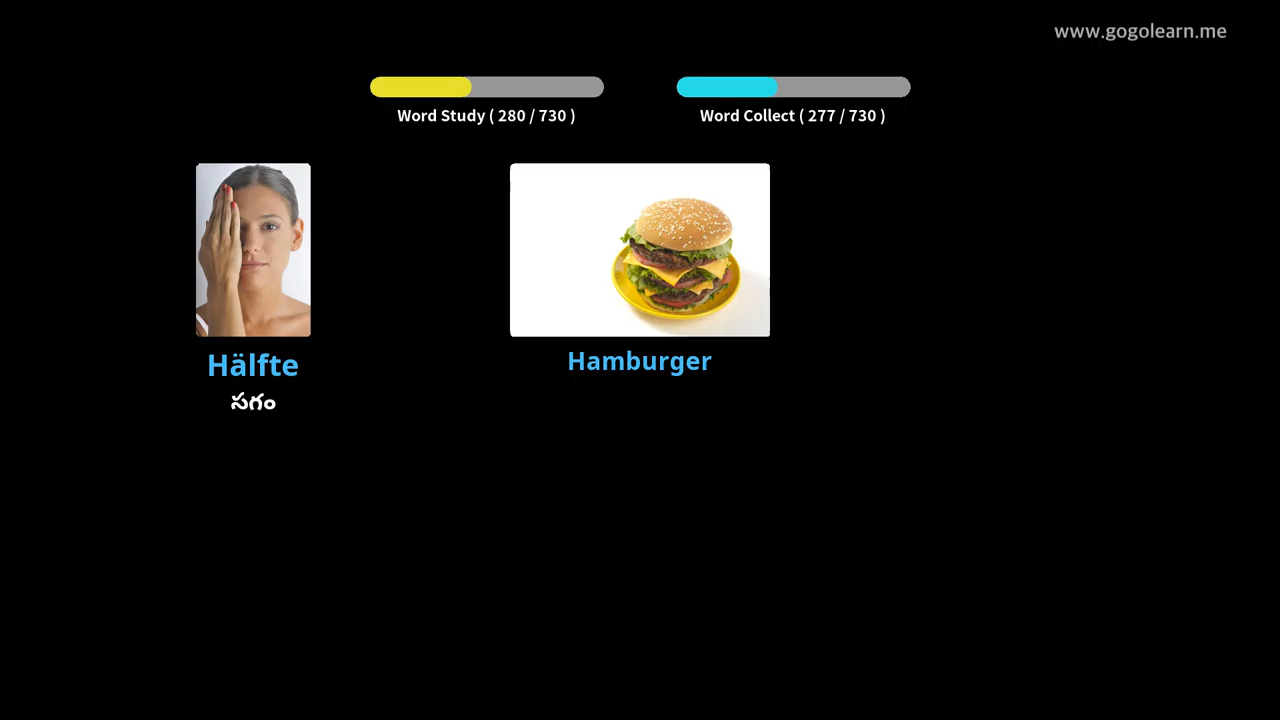 www.gogolearn.me
Word Study ( 280 / 730 )
Word Collect ( 277 / 730 )
Hälfte
సగం
Hamburger